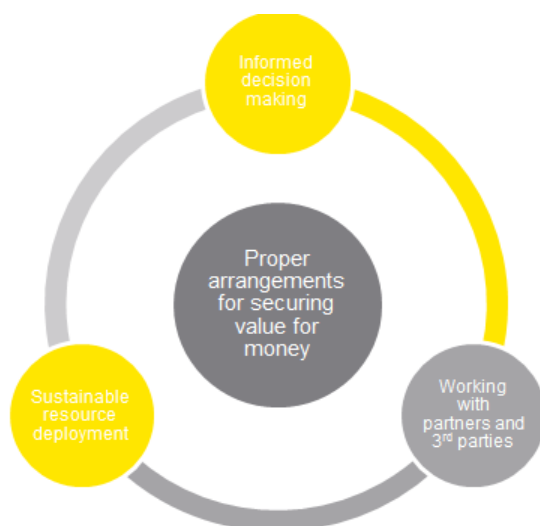 Informed
decision
making
Proper
arrangements
for securing
value for
money
Sustainable
resource
deployment
Working
with
partners and
3rd parties